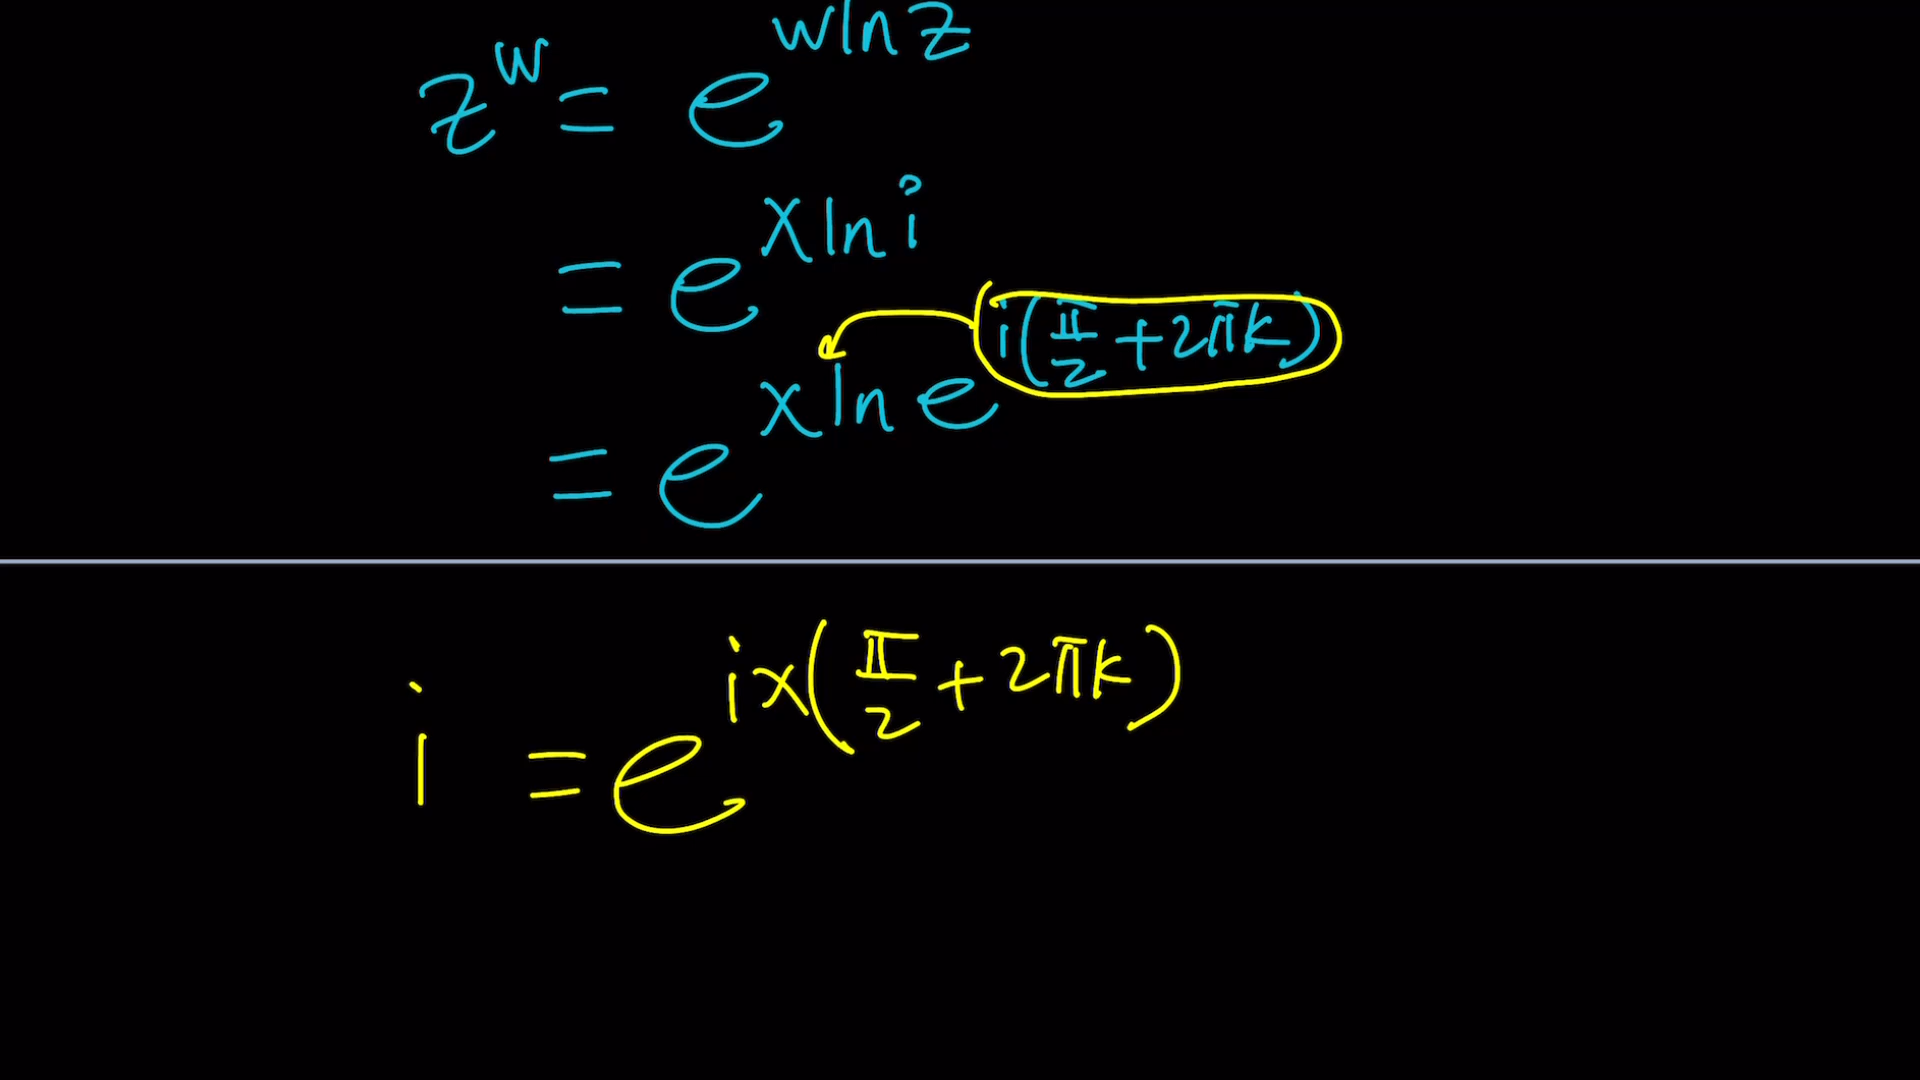 z^w = e^(w ln z)
= e^(x ln i)
= e^(x ln e^(i(π/2 + 2πk)))
i = e^(ix(π/2 + 2πk))